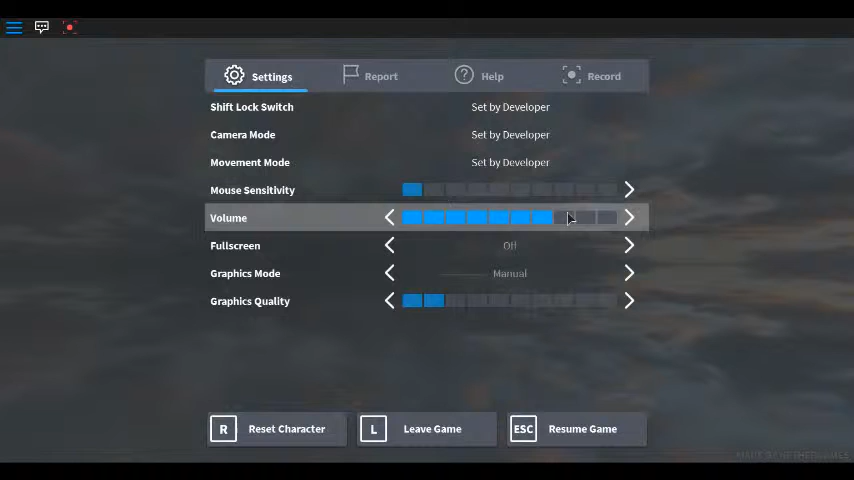 Settings
Report
Help
Record
Shift Lock Switch Set by Developer
Camera Mode Set by Developer
Movement Mode Set by Developer
Mouse Sensitivity
Volume
Fullscreen Off
Graphics Mode Manual
Graphics Quality
R Reset Character
L Leave Game
ESC Resume Game